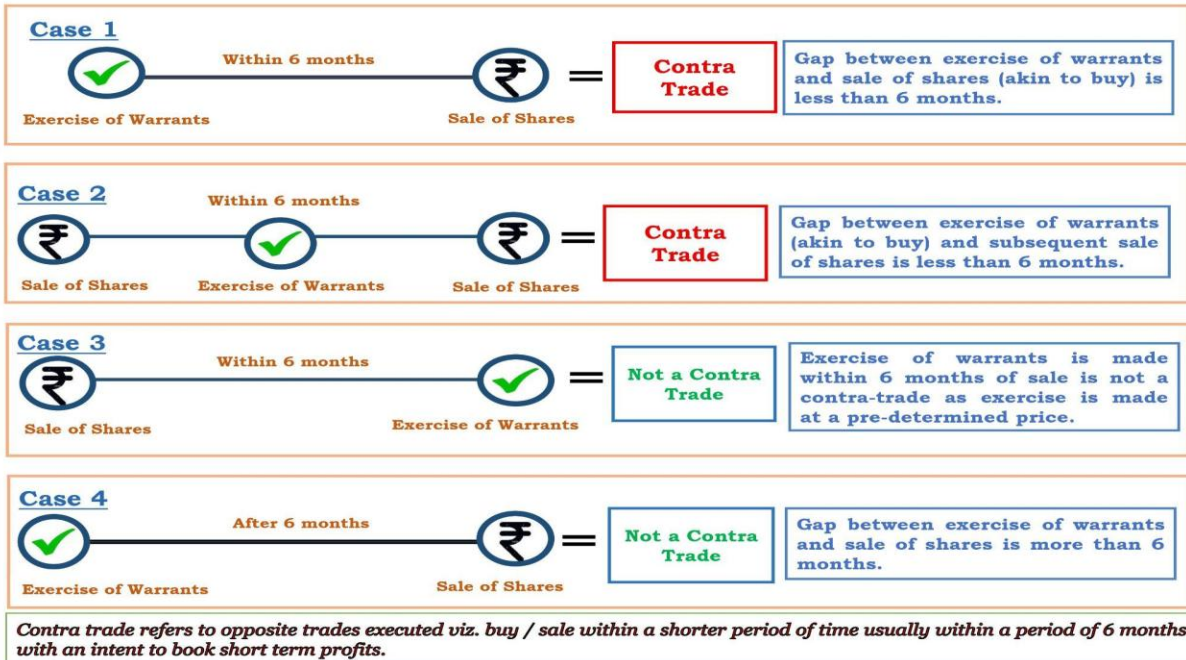 Case 1
Within 6 months
₹
=
Contra
Trade
Gap between exercise of warrants
and sale of shares (akin to buy) is
less than 6 months.
Exercise of Warrants
Sale of Shares
Case 2
Within 6 months
₹
₹
=
Contra
Trade
Gap between exercise of warrants
(akin to buy) and subsequent sale
of shares is less than 6 months.
Sale of Shares
Exercise of Warrants
Sale of Shares
Case 3
Within 6 months
₹
=
Not a Contra
Trade
Exercise of warrants is made
within 6 months of sale is not a
contra-trade as exercise is made
at a pre-determined price.
Sale of Shares
Exercise of Warrants
Case 4
After 6 months
₹
=
Not a Contra
Trade
Gap between exercise of warrants
and sale of shares is more than 6
months.
Exercise of Warrants
Sale of Shares
Contra trade refers to opposite trades executed viz. buy / sale within a shorter period of time usually within a period of 6 months
with an intent to book short term profits.